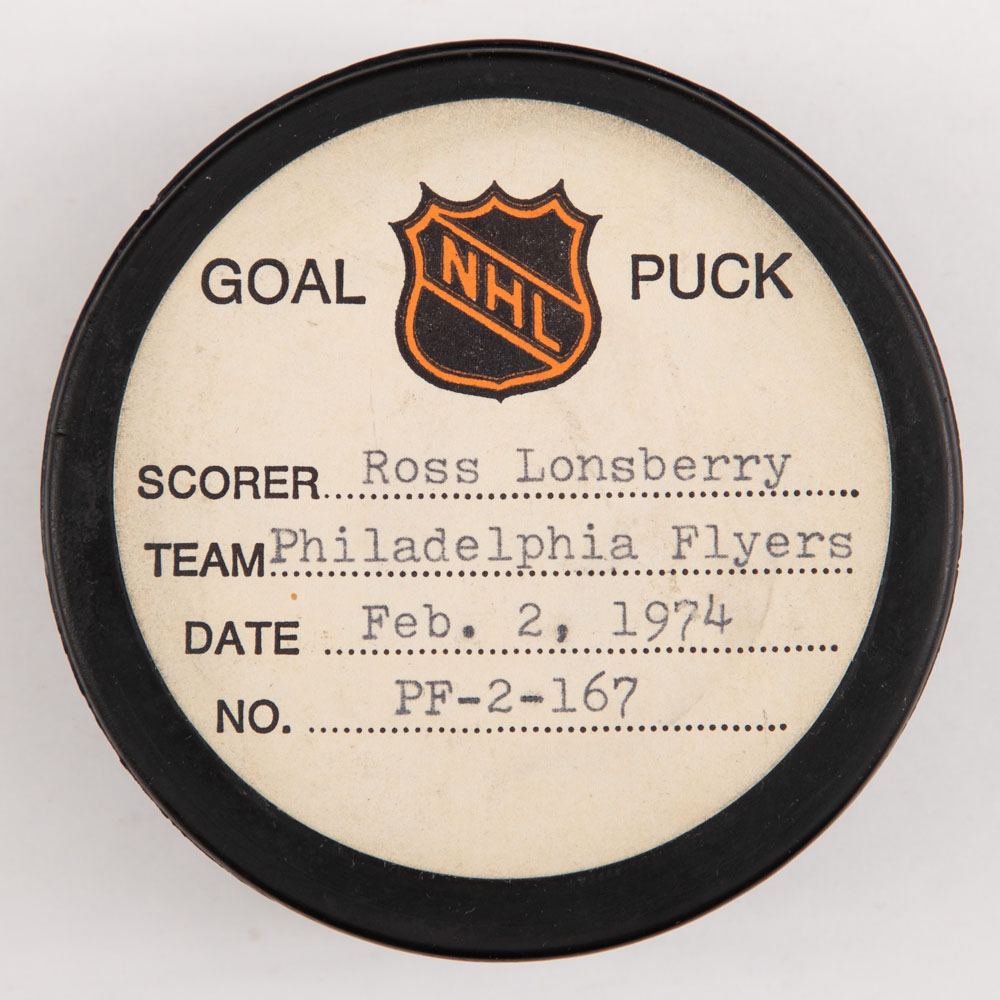 GOAL NHL PUCK
SCORER Ross Lonsberry
TEAM Philadelphia Flyers
DATE Feb. 2, 1974
NO. PF-2-167